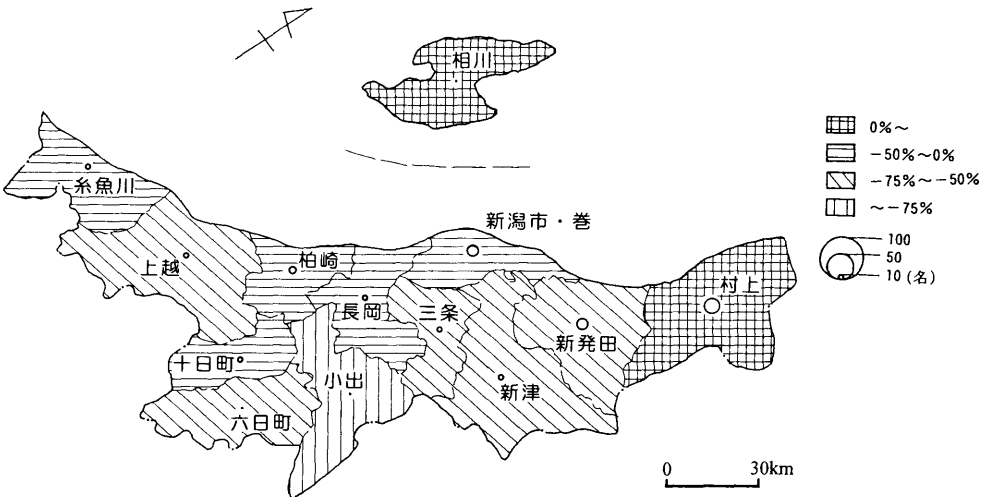 相川
糸魚川
上越
柏崎
新潟市・巻
長岡
三条
村上
新発田
十日町
小出
新津
六日町
0%~
-50%~0%
-75%~-50%
~-75%
100
50
10(名)
0 30km